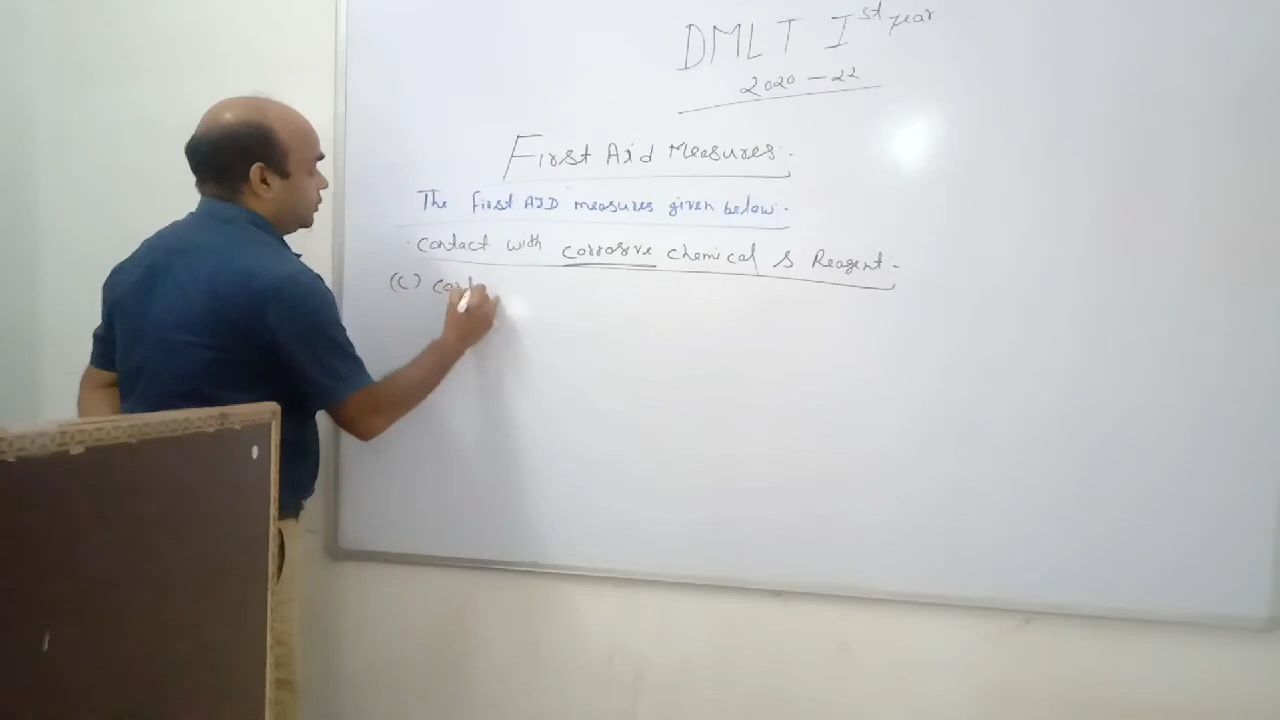 DMLT Ist year
2020-22
First Aid Measures.
The first AID measures given below.
Contact with corrosive chemical & Reagent.
(C)